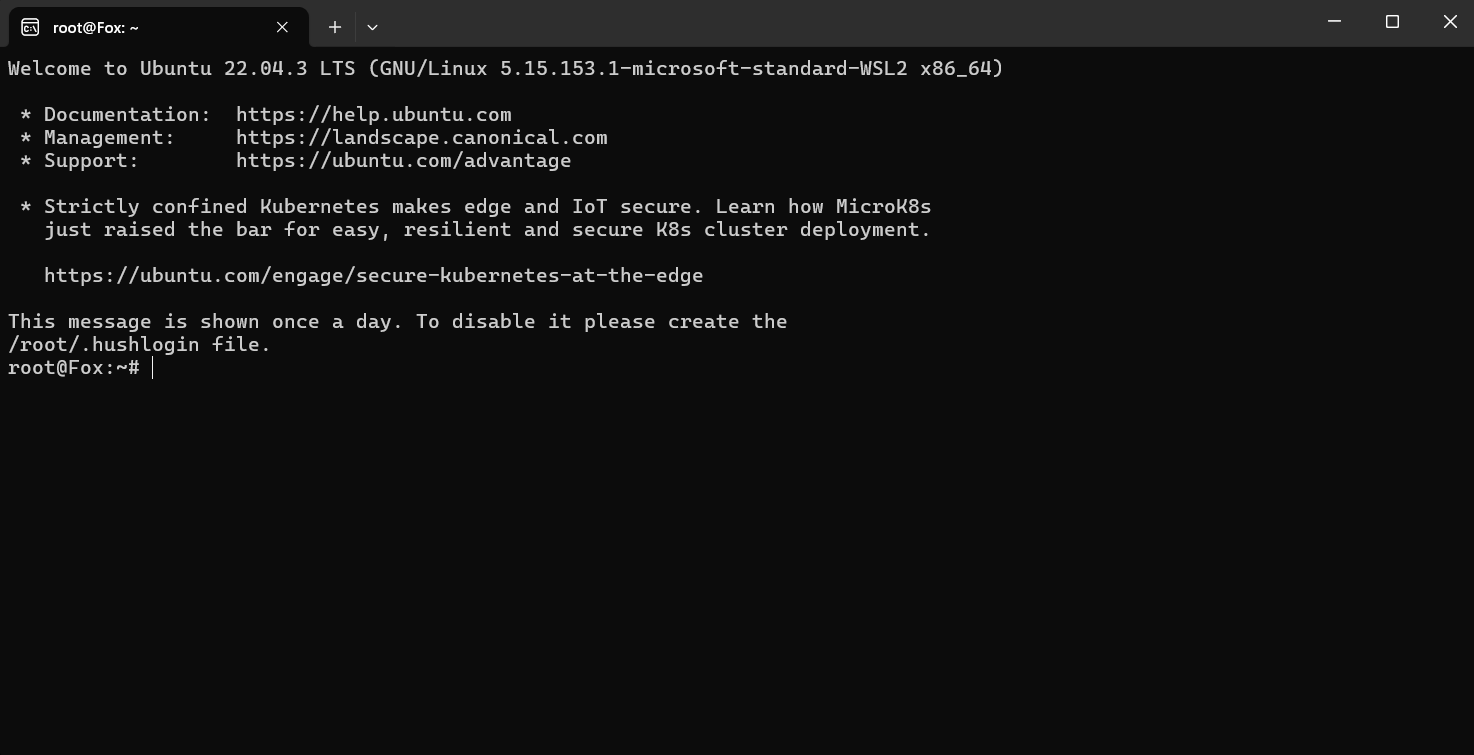 root@Fox: ~
Welcome to Ubuntu 22.04.3 LTS (GNU/Linux 5.15.153.1-microsoft-standard-WSL2 x86_64)
* Documentation:  https://help.ubuntu.com
* Management:     https://landscape.canonical.com
* Support:        https://ubuntu.com/advantage
* Strictly confined Kubernetes makes edge and IoT secure. Learn how MicroK8s
just raised the bar for easy, resilient and secure K8s cluster deployment.
https://ubuntu.com/engage/secure-kubernetes-at-the-edge
This message is shown once a day. To disable it please create the
/root/.hushlogin file.
root@Fox:~#